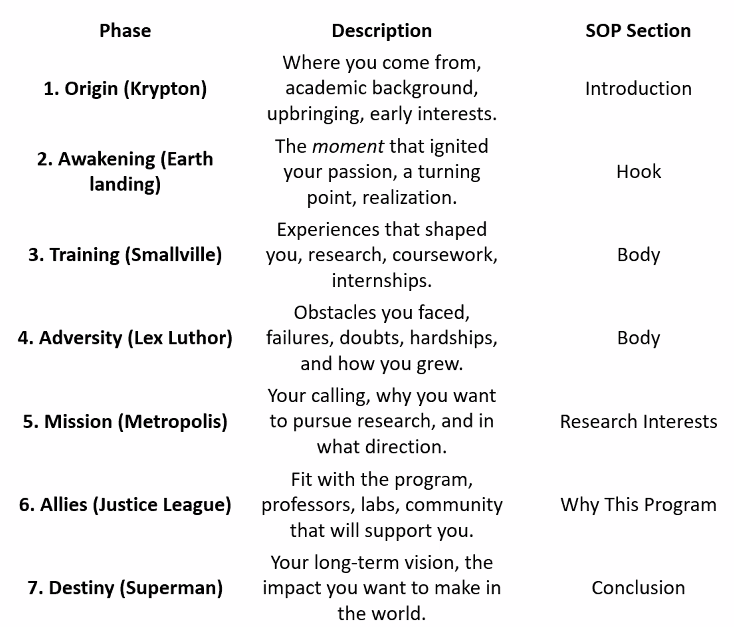 Phase Description SOP Section
1. Origin (Krypton)
Where you come from,
academic background,
upbringing, early interests.
Introduction
2. Awakening (Earth
landing)
The moment that ignited
your passion, a turning
point, realization.
Hook
3. Training (Smallville)
Experiences that shaped
you, research, coursework,
internships.
Body
4. Adversity (Lex Luthor)
Obstacles you faced,
failures, doubts, hardships,
and how you grew.
Body
5. Mission (Metropolis)
Your calling, why you want
to pursue research, and in
what direction.
Research Interests
6. Allies (Justice League)
Fit with the program,
professors, labs, community
that will support you.
Why This Program
7. Destiny (Superman)
Your long-term vision, the
impact you want to make in
the world.
Conclusion